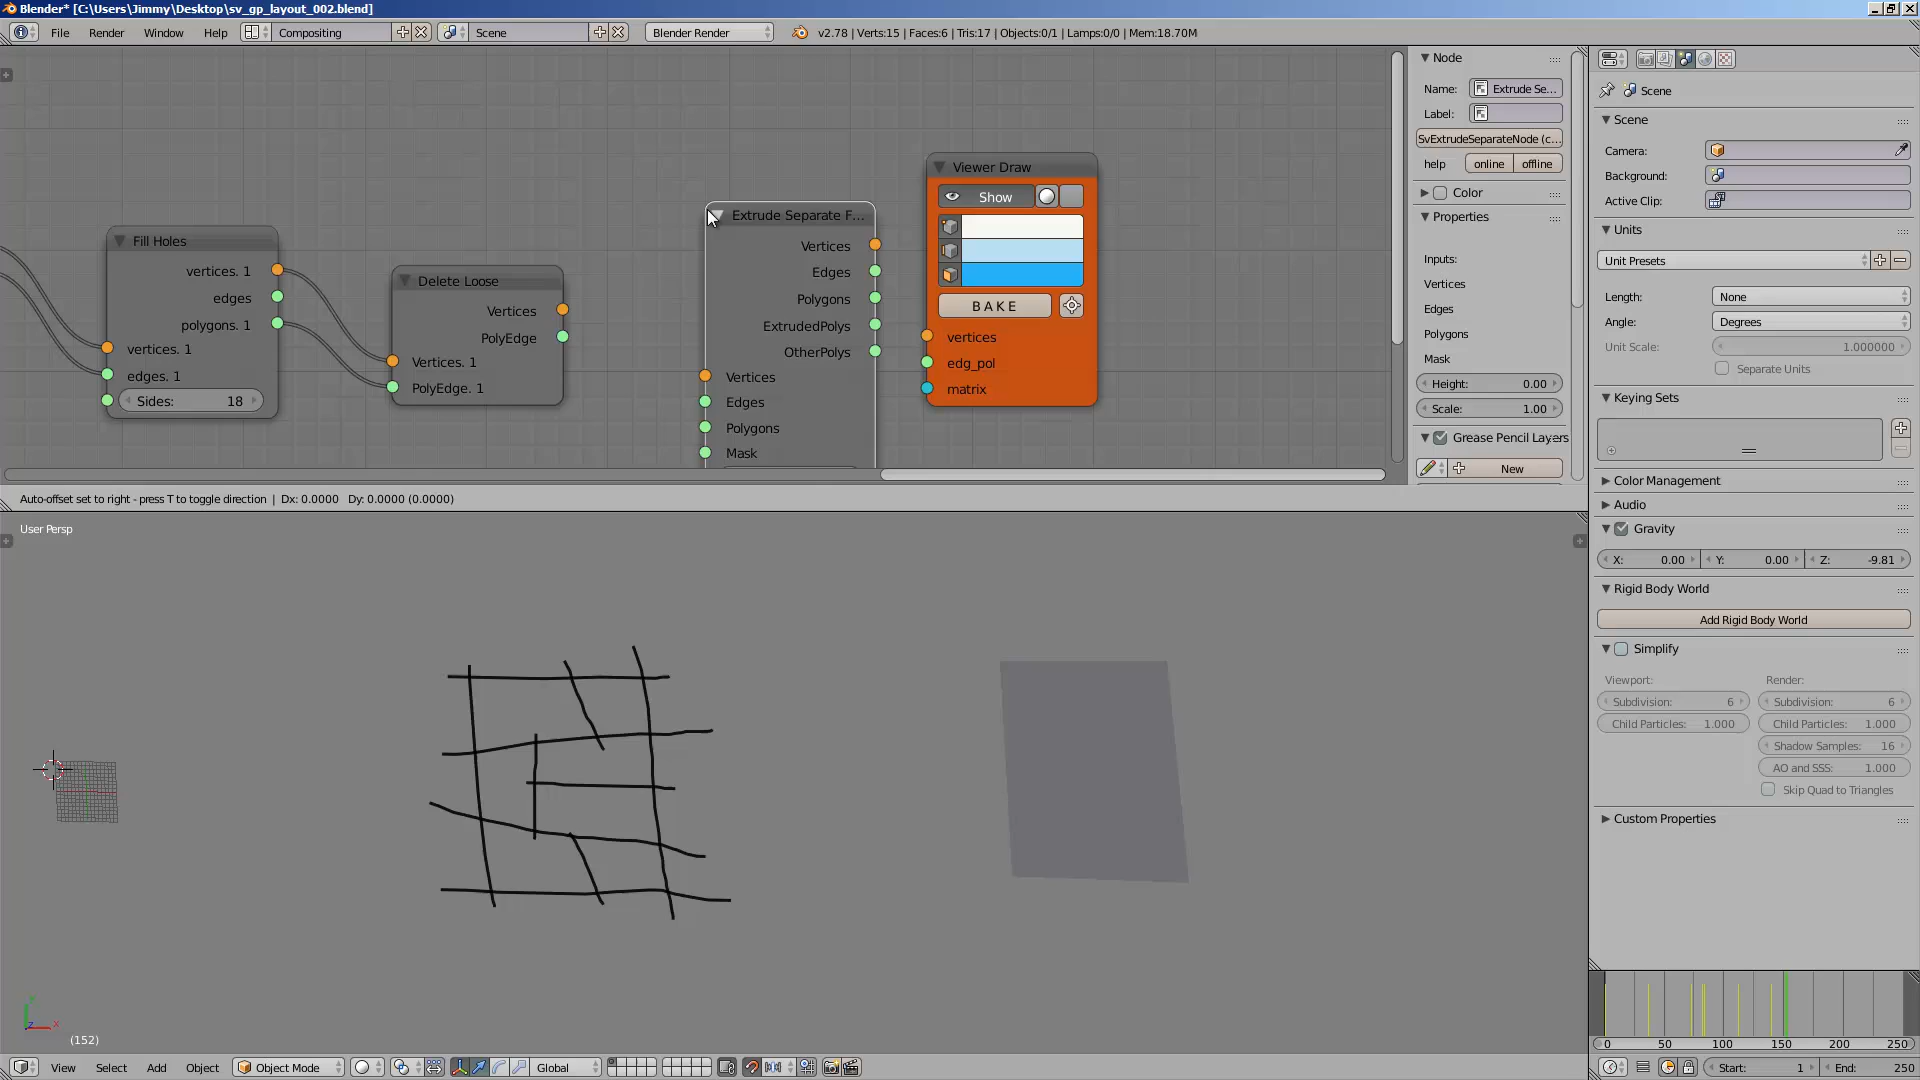 Blender* [C:\Users\Jimmy\Desktop\sv_gp_layout_002.blend]
File Render Window Help Compositing Scene Blender Render v2.78 | Verts:15 | Faces:6 | Tris:17 | Objects:0/1 | Lamps:0/0 | Mem:18.70M
Fill Holes
vertices. 1
edges
polygons. 1
vertices. 1
edges. 1
Sides: 18
Delete Loose
Vertices
PolyEdge
Vertices. 1
PolyEdge. 1
Extrude Separate F...
Vertices
Edges
Polygons
ExtrudedPolys
OtherPolys
Vertices
Edges
Polygons
Mask
Viewer Draw
Show
B A K E
vertices
edg_pol
matrix
Node
Name: Extrude Se...
Label:
SvExtrudeSeparateNode (c...
help online offline
Color
Properties
Inputs:
Vertices
Edges
Polygons
Mask
Height: 0.00
Scale: 1.00
Grease Pencil Layers
New
Scene
Scene
Camera:
Background:
Active Clip:
Units
Unit Presets
Length: None
Angle: Degrees
Unit Scale: 1.000000
Separate Units
Keying Sets
Color Management
Audio
Gravity
X: 0.00 Y: 0.00 Z: -9.81
Rigid Body World
Add Rigid Body World
Simplify
Viewport: Render:
Subdivision: 6 Subdivision: 6
Child Particles: 1.000 Child Particles: 1.000
Shadow Samples: 16
AO and SSS: 1.000
Skip Quad to Triangles
Custom Properties
Auto-offset set to right - press T to toggle direction | Dx: 0.0000 Dy: 0.0000 (0.0000)
User Persp
(152)
0 50 100 150 200 250
View Select Add Object Object Mode Global
Start: 1 End: 250